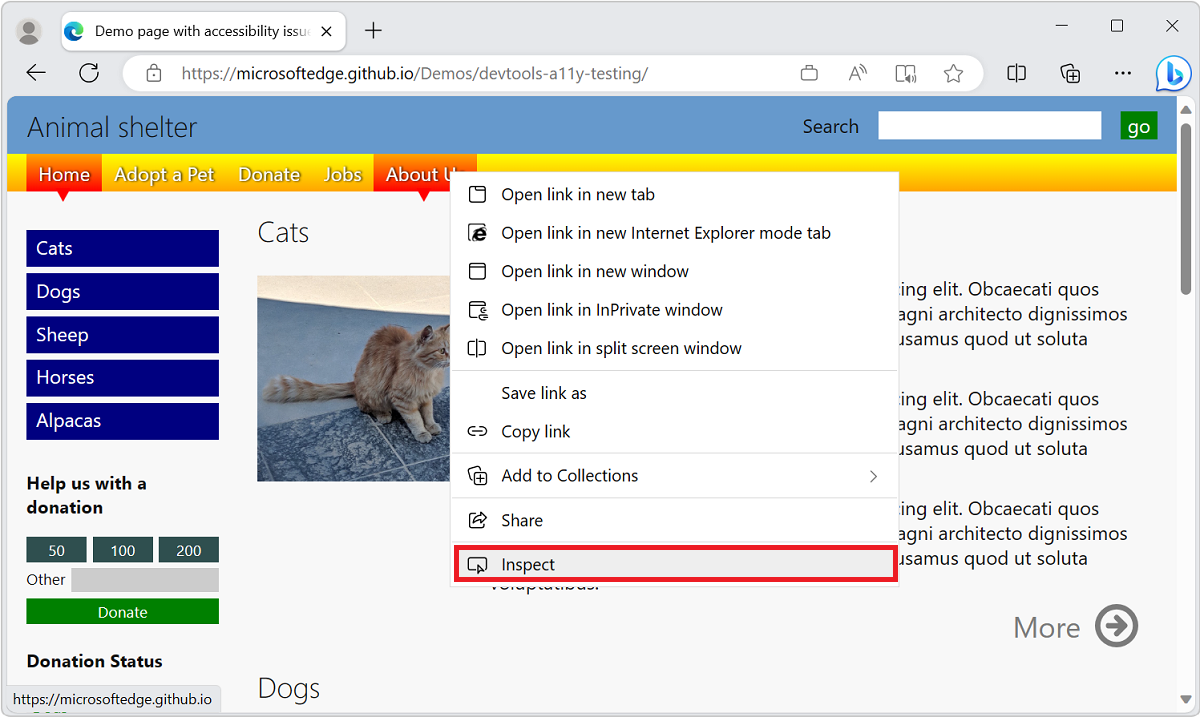 Demo page with accessibility issu
https://microsoftedge.github.io/Demos/devtools-a11y-testing/
Animal shelter
Search
go
Home
Adopt a Pet
Donate
Jobs
About U
Cats
Dogs
Sheep
Horses
Alpacas
Help us with a
donation
50
100
200
Other
Donate
Donation Status
https://microsoftedge.github.io
Cats
Open link in new tab
Open link in new Internet Explorer mode tab
Open link in new window
Open link in InPrivate window
Open link in split screen window
Save link as
Copy link
Add to Collections
Share
Inspect
ing elit. Obcaecati quos
agni architecto dignissimos
usamus quod ut soluta
ing elit. Obcaecati quos
agni architecto dignissimos
usamus quod ut soluta
cing elit. Obcaecati quos
agni architecto dignissimos
usamus quod ut soluta
voluptatibus.
More
Dogs